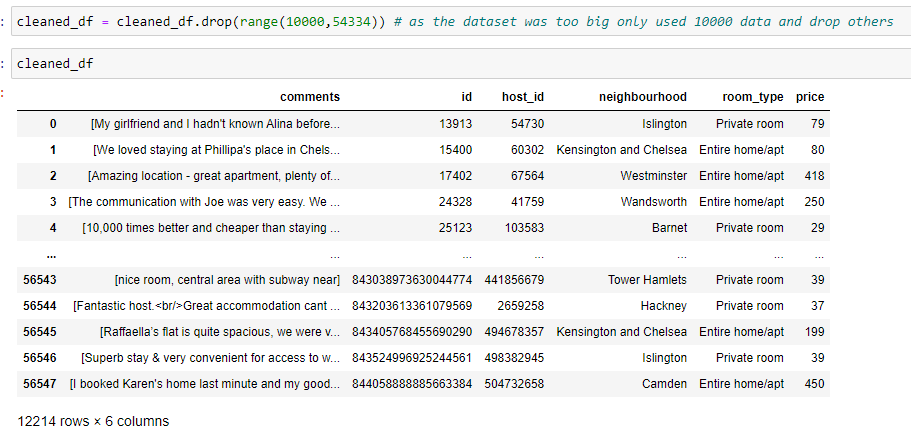 cleaned_df = cleaned_df.drop(range(10000,54334)) # as the dataset was too big only used 10000 data and drop others
cleaned_df
comments id host_id neighbourhood room_type price
0 [My girlfriend and I hadn't known Alina before... 13913 54730 Islington Private room 79
1 [We loved staying at Phillipa's place in Chels... 15400 60302 Kensington and Chelsea Entire home/apt 80
2 [Amazing location - great apartment, plenty of... 17402 67564 Westminster Entire home/apt 418
3 [The communication with Joe was very easy. We ... 24328 41759 Wandsworth Entire home/apt 250
4 [10,000 times better and cheaper than staying ... 25123 103583 Barnet Private room 29
... ... ... ... ... ... ...
56543 [nice room, central area with subway near] 843038973630044774 441856679 Tower Hamlets Private room 39
56544 [Fantastic host.<br/>Great accommodation cant ... 843203613361079569 2659258 Hackney Private room 37
56545 [Raffaella's flat is quite spacious, we were v... 843405768455690290 494678357 Kensington and Chelsea Entire home/apt 199
56546 [Superb stay & very convenient for access to w... 843524996925244561 498382945 Islington Private room 39
56547 [I booked Karen's home last minute and my good... 844058888885663384 504732658 Camden Entire home/apt 450
12214 rows × 6 columns